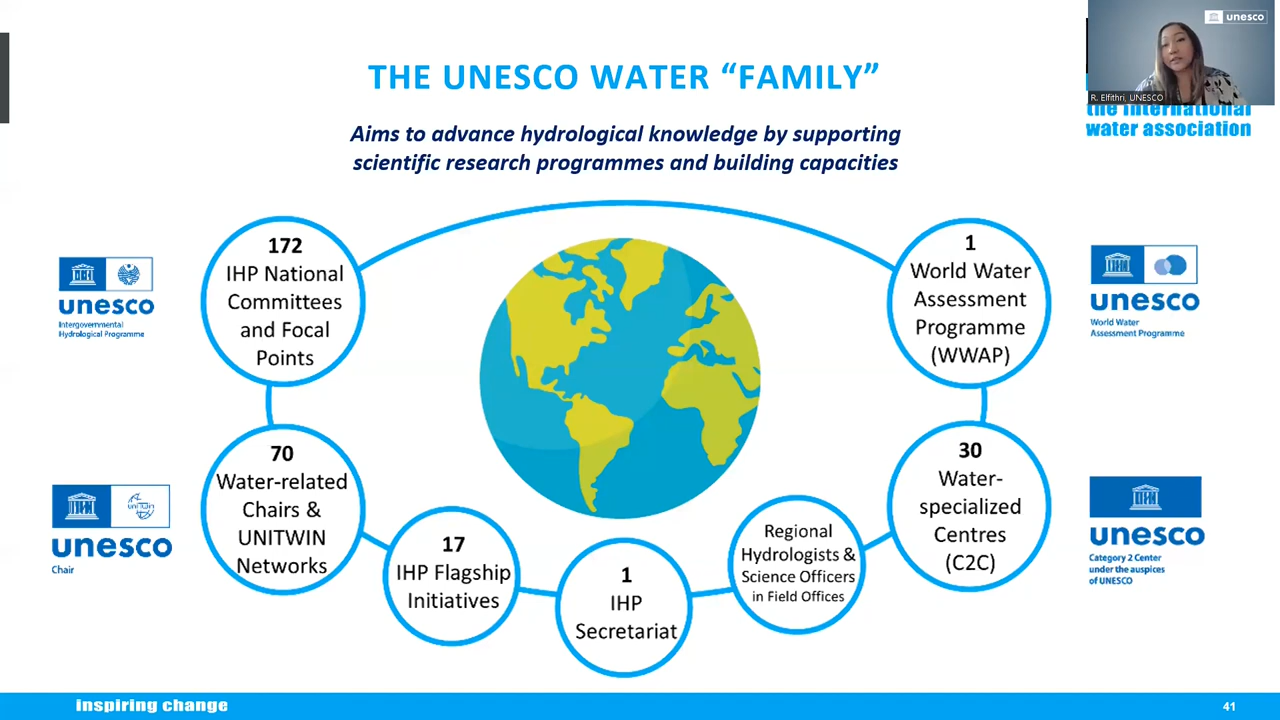 unesco
R. Elfithri, UNESCO
the international
water association
THE UNESCO WATER “FAMILY”
Aims to advance hydrological knowledge by supporting
scientific research programmes and building capacities
unesco
Intergovernmental
Hydrological Programme
172
IHP National
Committees
and Focal
Points
1
World Water
Assessment
Programme
(WWAP)
unesco
World Water
Assessment Programme
unesco
Chair
unitwin
70
Water-related
Chairs &
UNITWIN
Networks
17
IHP Flagship
Initiatives
1
IHP
Secretariat
Regional
Hydrologists &
Science Officers
in Field Offices
30
Water-
specialized
Centres
(C2C)
unesco
Category 2 Center
under the auspices
of UNESCO
inspiring change
41